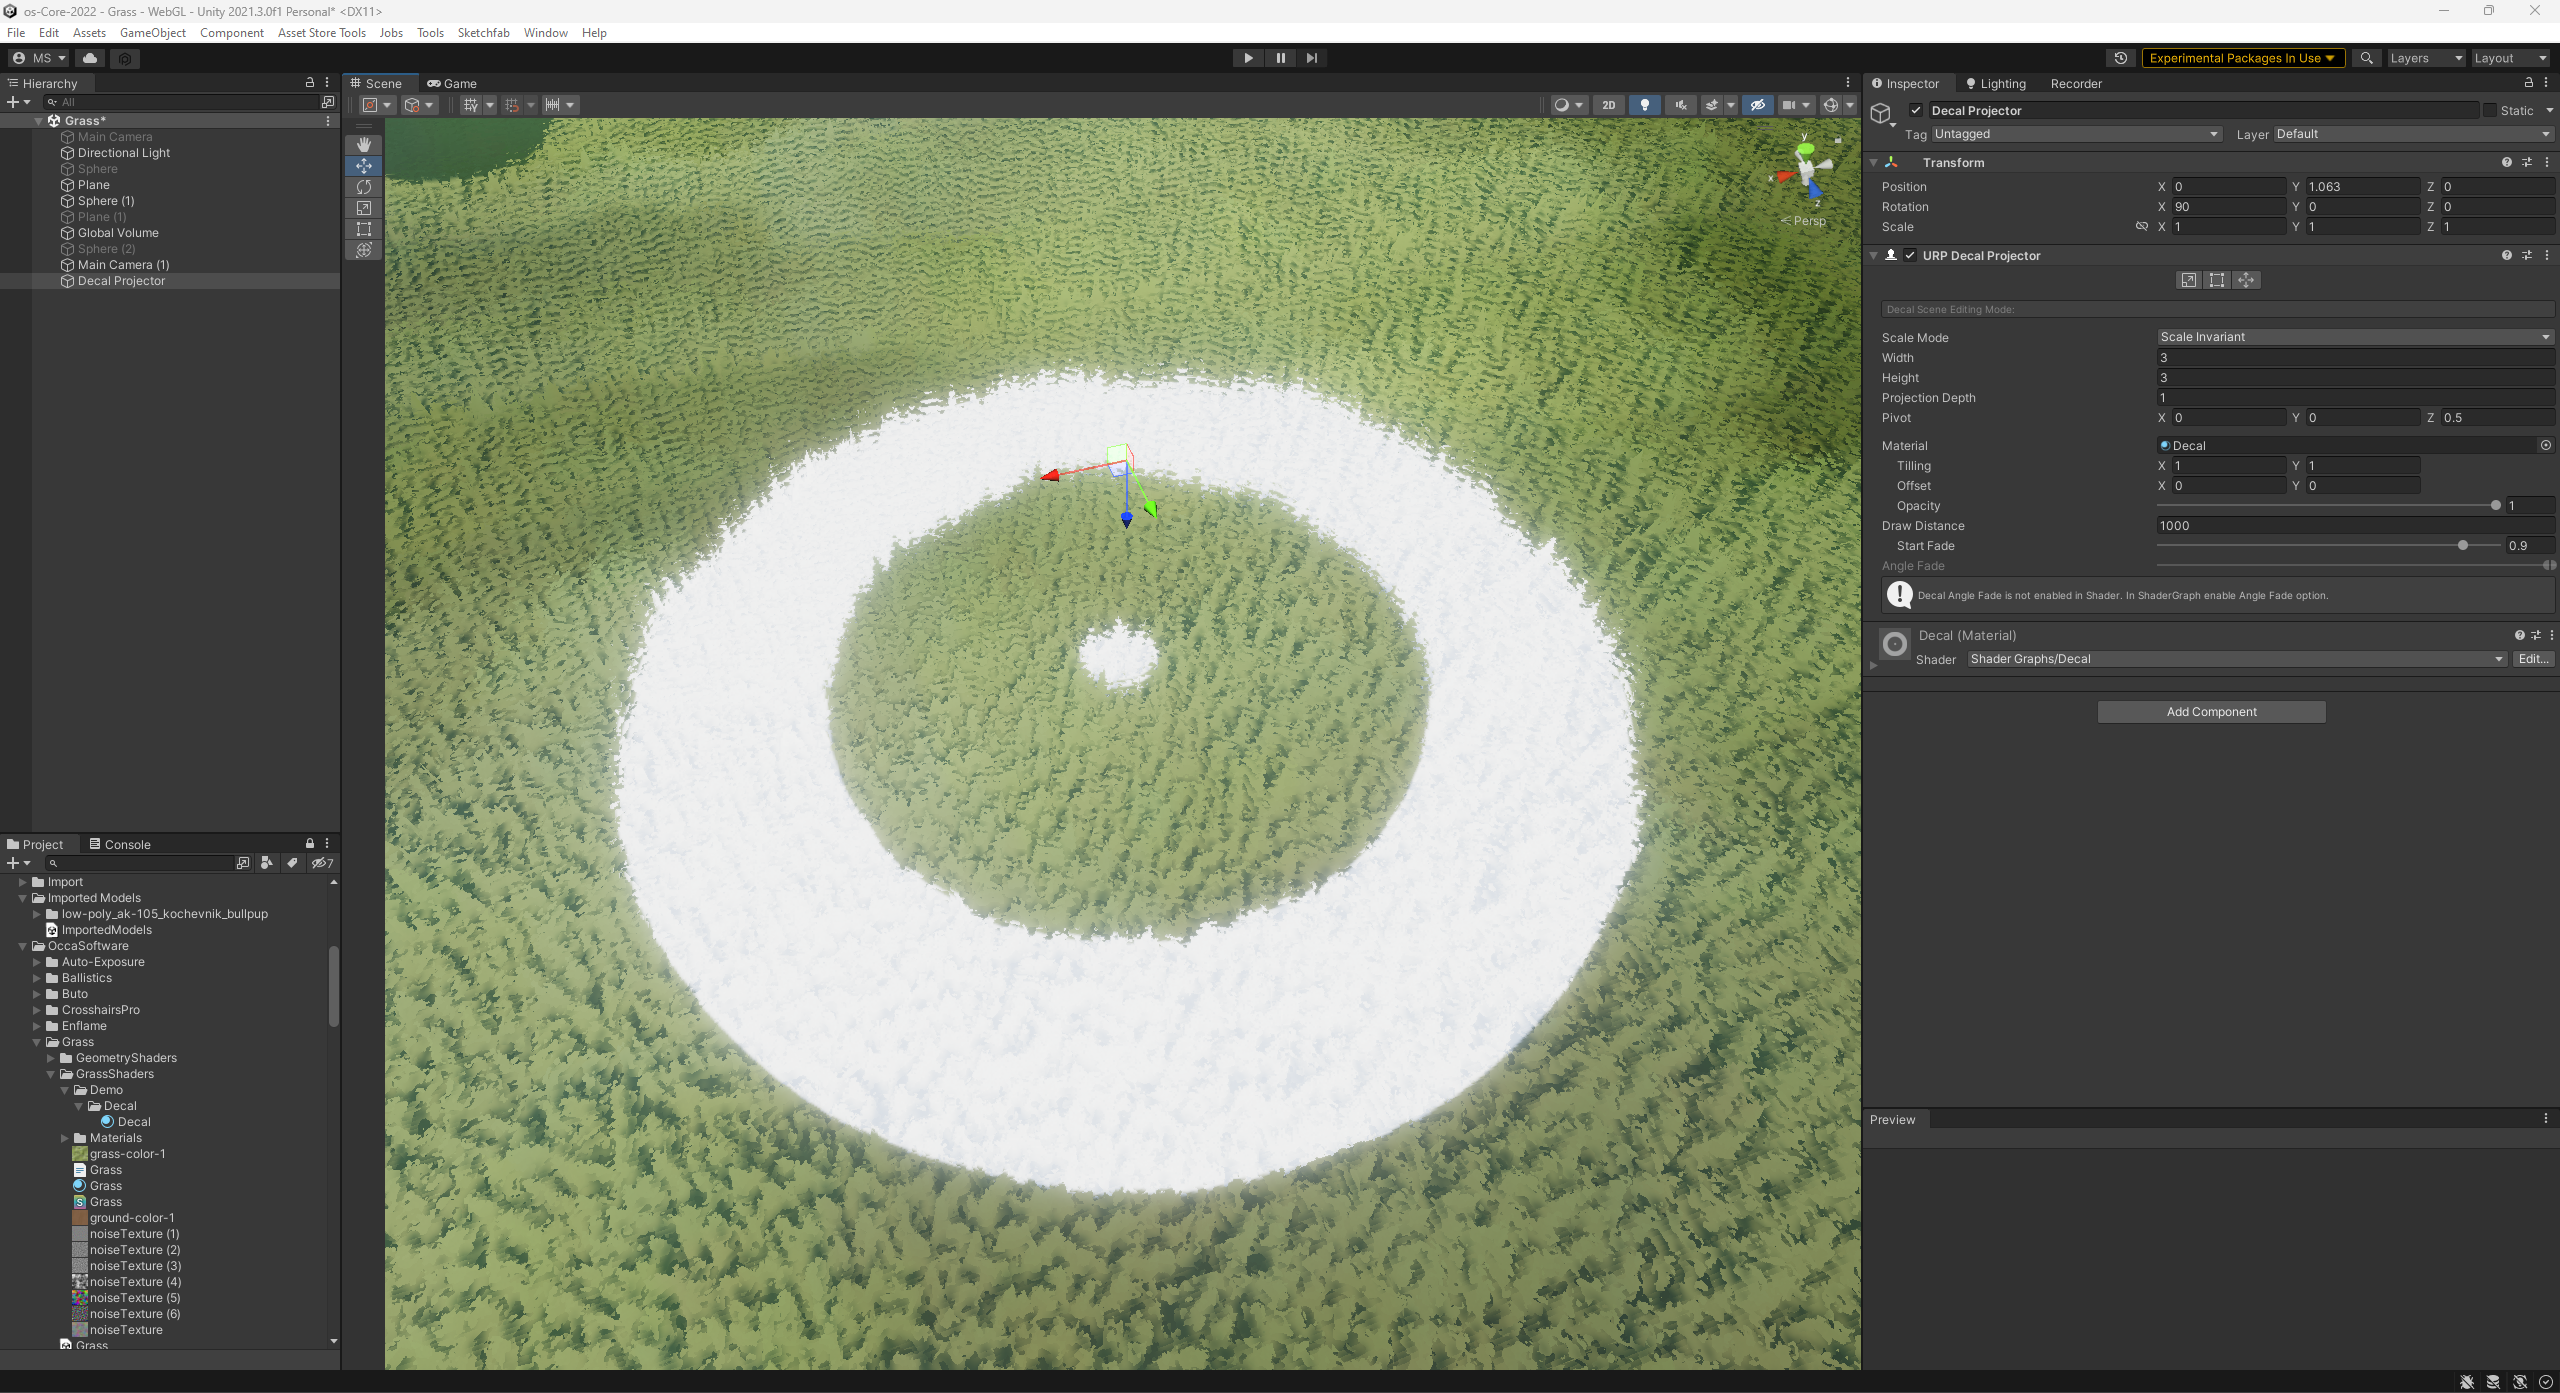 os-Core-2022 - Grass - WebGL - Unity 2021.3.0f1 Personal* <DX11>
File Edit Assets GameObject Component Asset Store Tools Jobs Tools Sketchfab Window Help
MS Experimental Packages In Use Layers Layout
Hierarchy
All
Grass*
Main Camera
Directional Light
Sphere
Plane
Sphere (1)
Plane (1)
Global Volume
Sphere (2)
Main Camera (1)
Decal Projector
Project Console
7
Import
Imported Models
low-poly_ak-105_kochevnik_bullpup
ImportedModels
OccaSoftware
Auto-Exposure
Ballistics
Buto
CrosshairsPro
Enflame
Grass
GeometryShaders
GrassShaders
Demo
Decal
Decal
Materials
grass-color-1
Grass
Grass
Grass
ground-color-1
noiseTexture (1)
noiseTexture (2)
noiseTexture (3)
noiseTexture (4)
noiseTexture (5)
noiseTexture (6)
noiseTexture
Grass
Scene Game
2D
y
x
z
Persp
Inspector Lighting Recorder
Decal Projector Static
Tag Untagged Layer Default
Transform
Position X 0 Y 1.063 Z 0
Rotation X 90 Y 0 Z 0
Scale X 1 Y 1 Z 1
URP Decal Projector
Decal Scene Editing Mode:
Scale Mode Scale Invariant
Width 3
Height 3
Projection Depth 1
Pivot X 0 Y 0 Z 0.5
Material Decal
Tilling X 1 Y 1
Offset X 0 Y 0
Opacity 1
Draw Distance 1000
Start Fade 0.9
Angle Fade
Decal Angle Fade is not enabled in Shader. In ShaderGraph enable Angle Fade option.
Decal (Material)
Shader Shader Graphs/Decal Edit...
Add Component
Preview